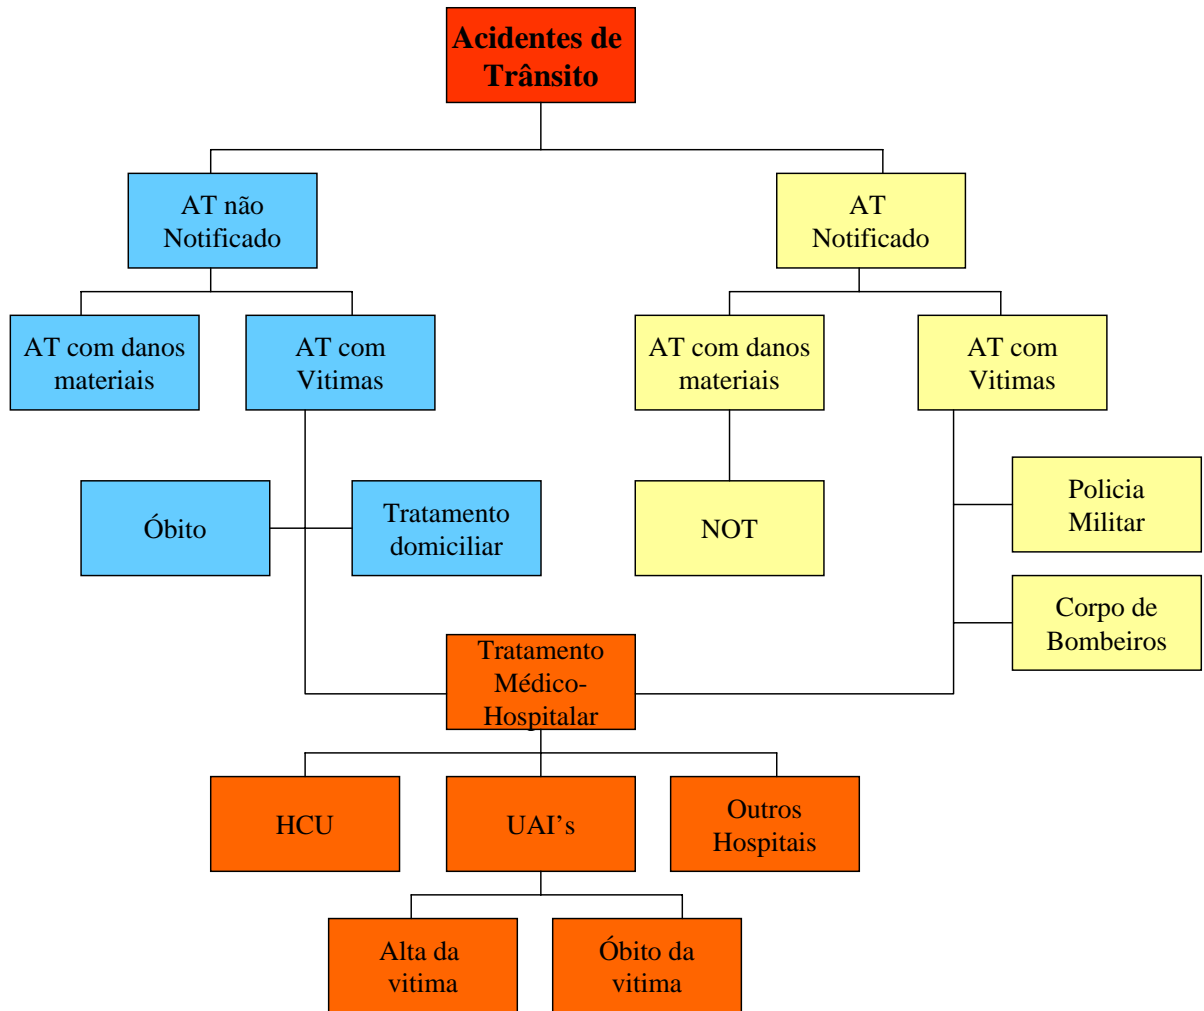 Acidentes de
Trânsito
AT não
Notificado
AT
Notificado
AT com danos
materiais
AT com
Vitimas
AT com danos
materiais
AT com
Vitimas
Óbito
Tratamento
domiciliar
NOT
Policia
Militar
Corpo de
Bombeiros
Tratamento
Médico-
Hospitalar
HCU
UAI's
Outros
Hospitais
Alta da
vitima
Óbito da
vitima